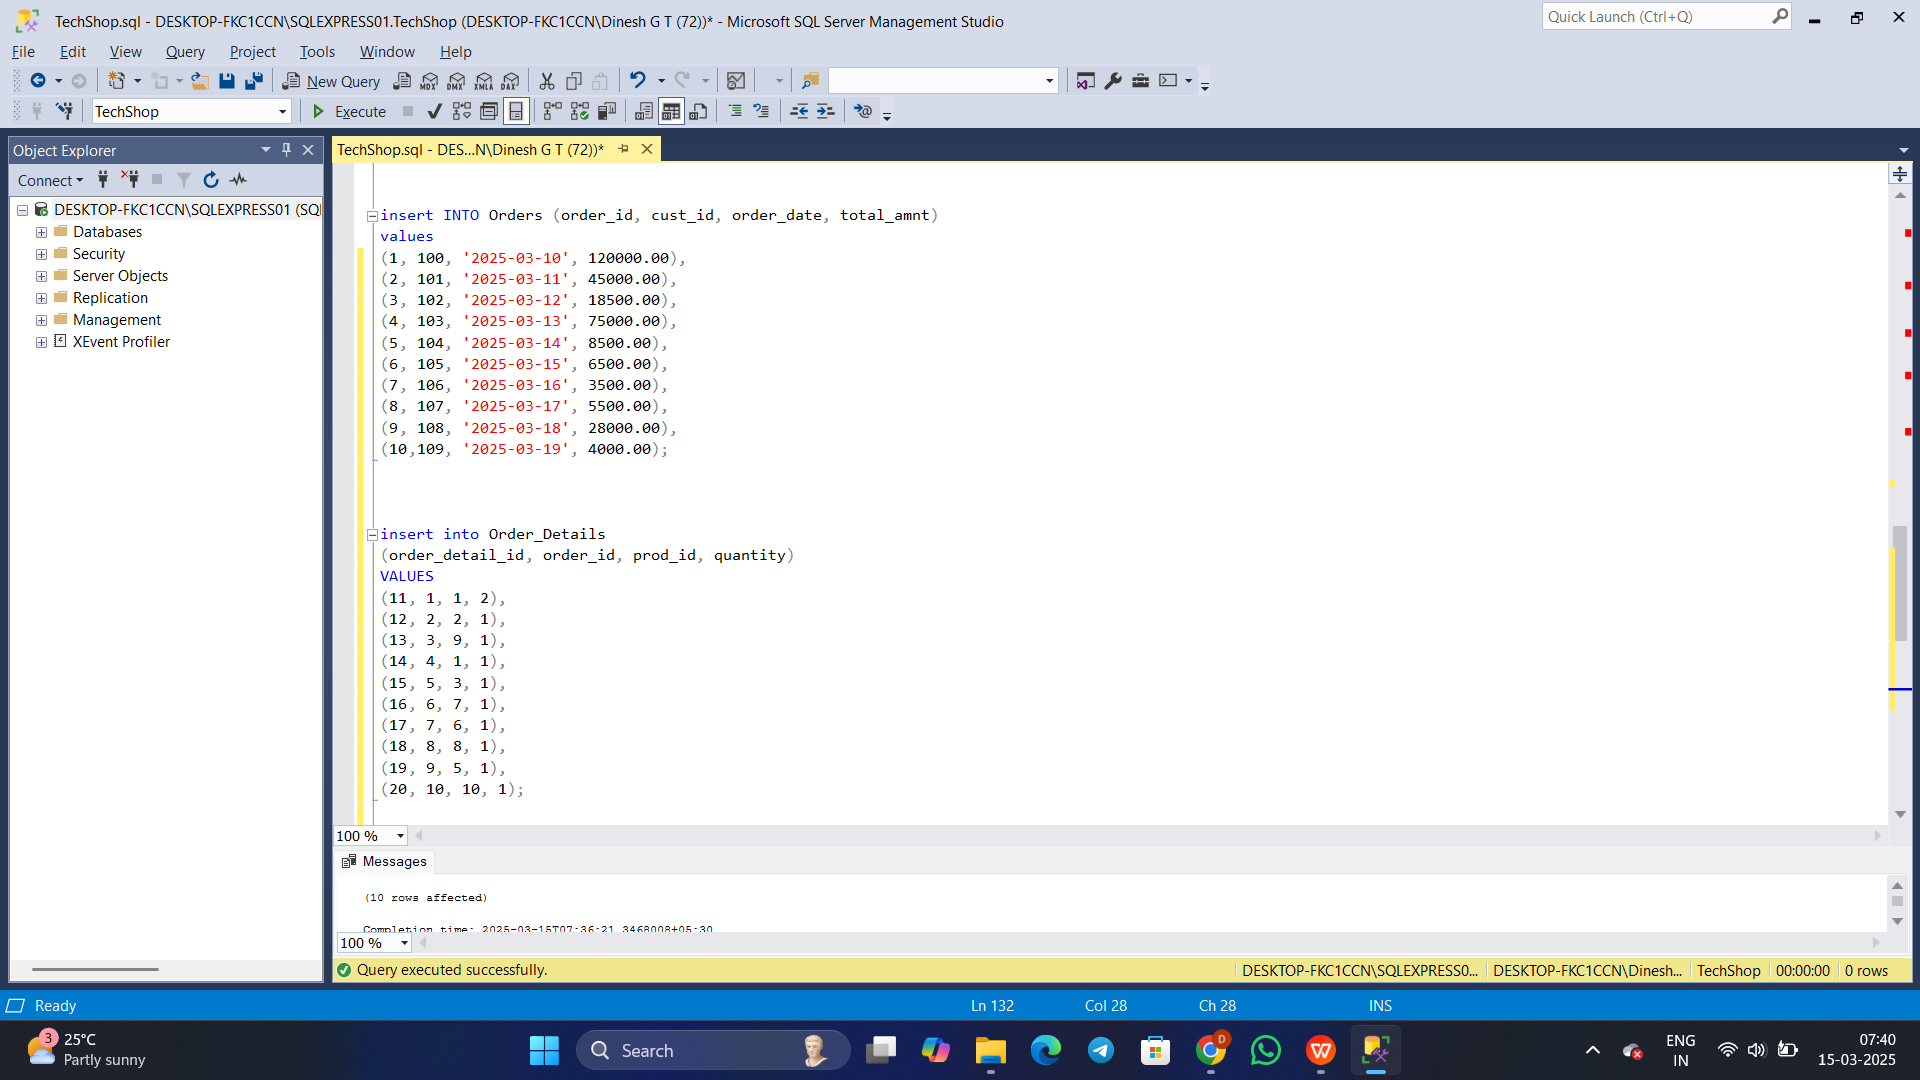 TechShop.sql - DESKTOP-FKC1CCN\SQLEXPRESS01.TechShop (DESKTOP-FKC1CCN\Dinesh G T (72))* - Microsoft SQL Server Management Studio
Quick Launch (Ctrl+Q)
File Edit View Query Project Tools Window Help
New Query MDX DMX XMLA DAX
TechShop Execute
Object Explorer
TechShop.sql - DES...N\Dinesh G T (72))*
Connect
DESKTOP-FKC1CCN\SQLEXPRESS01 (SQL
Databases
Security
Server Objects
Replication
Management
XEvent Profiler
insert INTO Orders (order_id, cust_id, order_date, total_amnt)
values
(1, 100, '2025-03-10', 120000.00),
(2, 101, '2025-03-11', 45000.00),
(3, 102, '2025-03-12', 18500.00),
(4, 103, '2025-03-13', 75000.00),
(5, 104, '2025-03-14', 8500.00),
(6, 105, '2025-03-15', 6500.00),
(7, 106, '2025-03-16', 3500.00),
(8, 107, '2025-03-17', 5500.00),
(9, 108, '2025-03-18', 28000.00),
(10,109, '2025-03-19', 4000.00);
insert into Order_Details
(order_detail_id, order_id, prod_id, quantity)
VALUES
(11, 1, 1, 2),
(12, 2, 2, 1),
(13, 3, 9, 1),
(14, 4, 1, 1),
(15, 5, 3, 1),
(16, 6, 7, 1),
(17, 7, 6, 1),
(18, 8, 8, 1),
(19, 9, 5, 1),
(20, 10, 10, 1);
100 %
Messages
(10 rows affected)
Completion time: 2025-03-15T07:36:21.3468008+05:30
100 %
Query executed successfully.
DESKTOP-FKC1CCN\SQLEXPRESS0... DESKTOP-FKC1CCN\Dinesh... TechShop 00:00:00 0 rows
Ready Ln 132 Col 28 Ch 28 INS
3
25°C
Partly sunny
Search
D
ENG
IN
07:40
15-03-2025